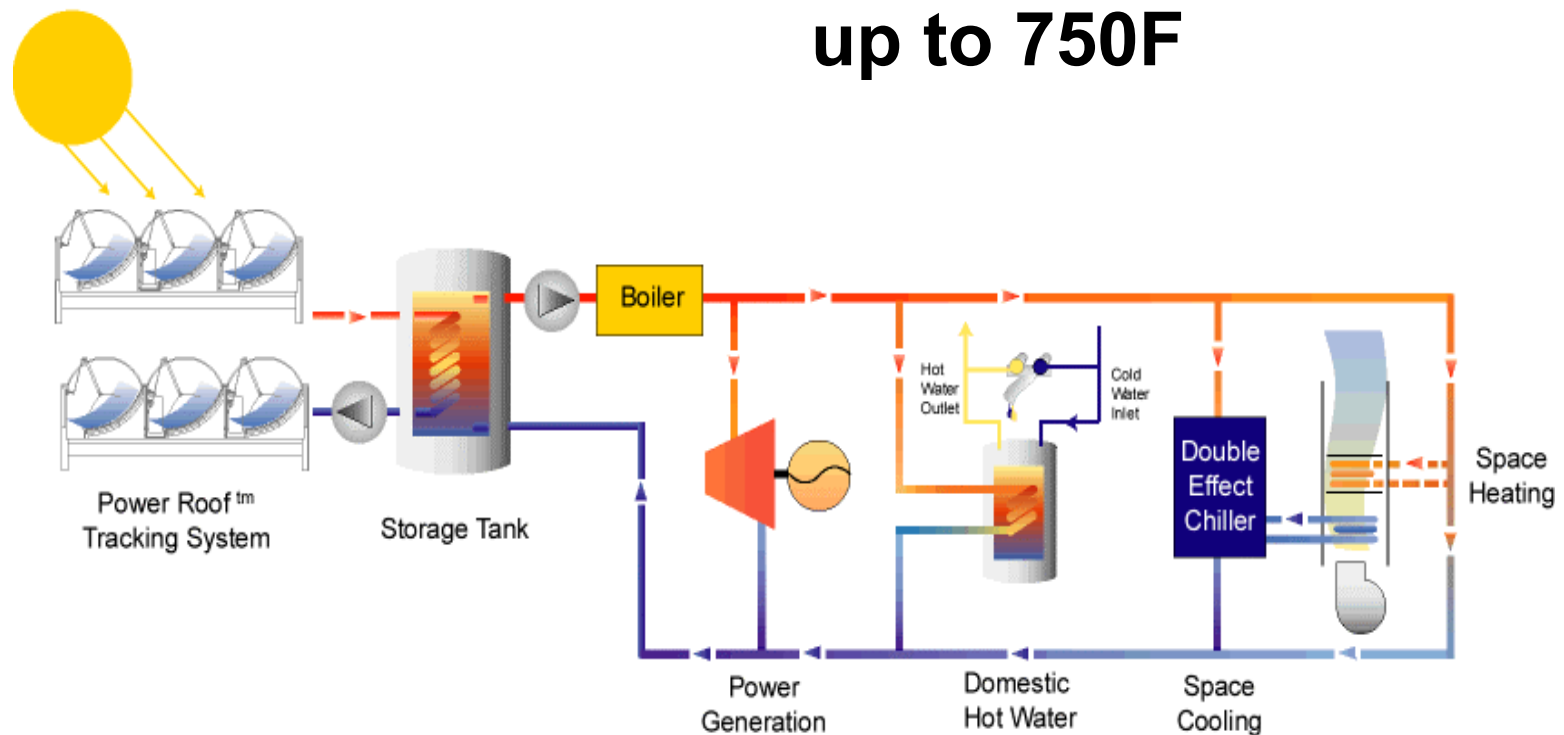 up to 750F
Boiler
Hot
Water
Outlet
Cold
Water
Inlet
Double
Effect
Chiller
Space
Heating
Power Roof tm
Tracking System
Storage Tank
Power
Generation
Domestic
Hot Water
Space
Cooling